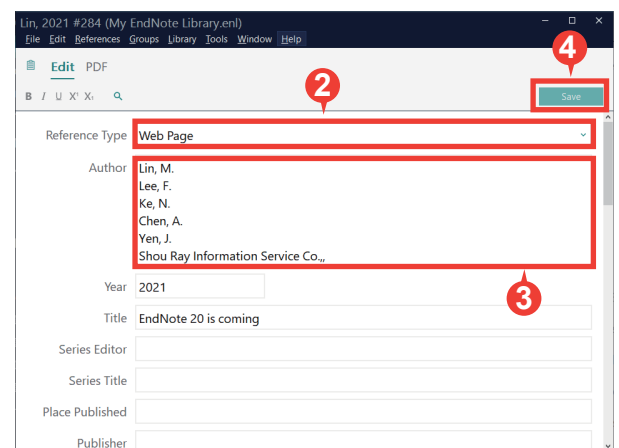 Lin, 2021 #284 (My EndNote Library.enl)
File Edit References Groups Library Tools Window Help
4
Edit PDF
B I U X¹ X₁
2
Save
Reference Type Web Page
Author Lin, M.
Lee, F.
Ke, N.
Chen, A.
Yen, J.
Shou Ray Information Service Co.,,
3
Year 2021
Title EndNote 20 is coming
Series Editor
Series Title
Place Published
Publisher